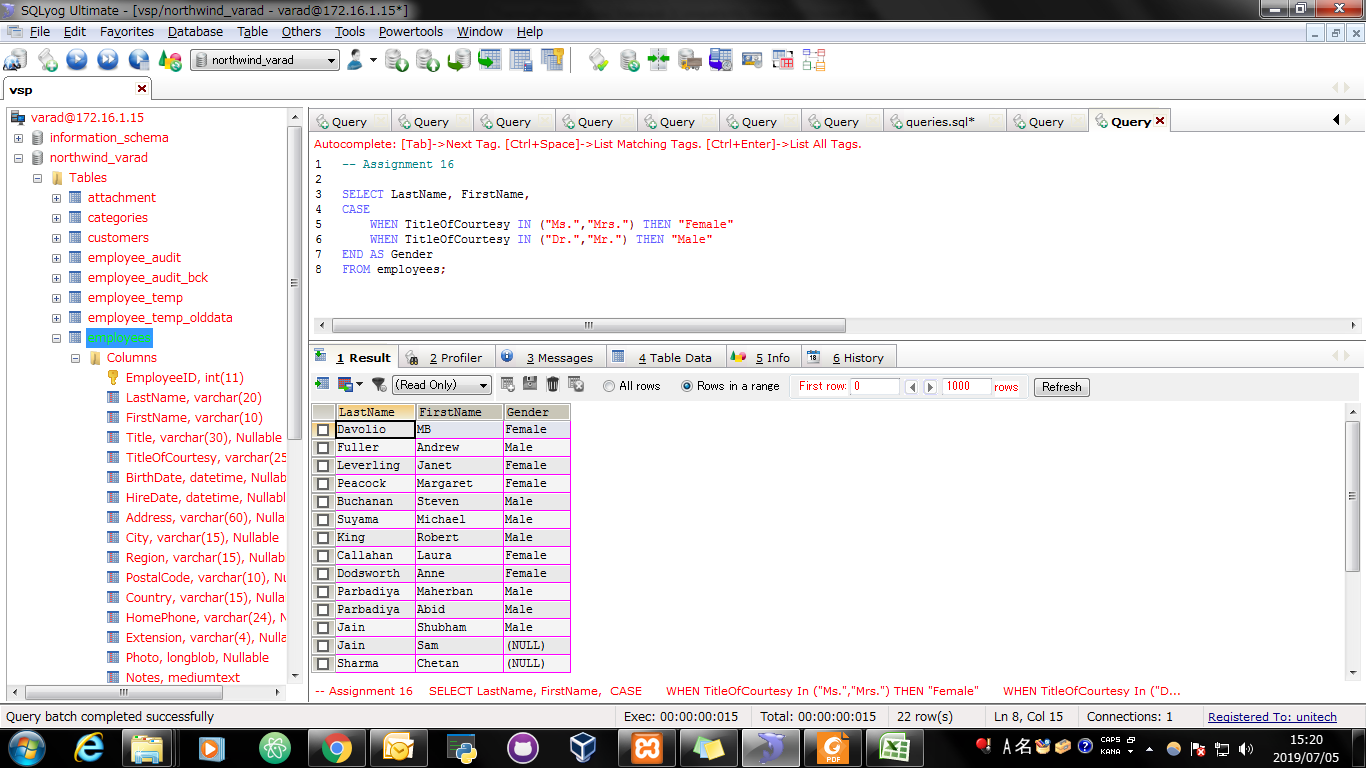 SQLyog Ultimate - [vsp/northwind_varad - varad@172.16.1.15*]
File Edit Favorites Database Table Others Tools Powertools Window Help
northwind_varad
vsp
varad@172.16.1.15
information_schema
northwind_varad
Tables
attachment
categories
customers
employee_audit
employee_audit_bck
employee_temp
employee_temp_olddata
employees
Columns
EmployeeID, int(11)
LastName, varchar(20)
FirstName, varchar(10)
Title, varchar(30), Nullable
TitleOfCourtesy, varchar(25
BirthDate, datetime, Nullab
HireDate, datetime, Nullabl
Address, varchar(60), Nulla
City, varchar(15), Nullable
Region, varchar(15), Nullab
PostalCode, varchar(10), Nu
Country, varchar(15), Nulla
HomePhone, varchar(24), N
Extension, varchar(4), Nulla
Photo, longblob, Nullable
Notes, mediumtext
Query Query Query Query Query Query Query queries.sql* Query Query
Autocomplete: [Tab]->Next Tag. [Ctrl+Space]->List Matching Tags. [Ctrl+Enter]->List All Tags.
1 -- Assignment 16
2
3 SELECT LastName, FirstName,
4 CASE
5 WHEN TitleOfCourtesy IN ("Ms.","Mrs.") THEN "Female"
6 WHEN TitleOfCourtesy IN ("Dr.","Mr.") THEN "Male"
7 END AS Gender
8 FROM employees;
1 Result 2 Profiler 3 Messages 4 Table Data 5 Info 6 History
(Read Only) All rows Rows in a range First row: 0 1000 rows Refresh
LastName FirstName Gender
Davolio MB Female
Fuller Andrew Male
Leverling Janet Female
Peacock Margaret Female
Buchanan Steven Male
Suyama Michael Male
King Robert Male
Callahan Laura Female
Dodsworth Anne Female
Parbadiya Maherban Male
Parbadiya Abid Male
Jain Shubham Male
Jain Sam (NULL)
Sharma Chetan (NULL)
-- Assignment 16 SELECT LastName, FirstName, CASE WHEN TitleOfCourtesy In ("Ms.","Mrs.") THEN "Female" WHEN TitleOfCourtesy In ("D...
Query batch completed successfully Exec: 00:00:00:015 Total: 00:00:00:015 22 row(s) Ln 8, Col 15 Connections: 1 Registered To: unitech
PDF
A 名 CAPS KANA
15:20
2019/07/05